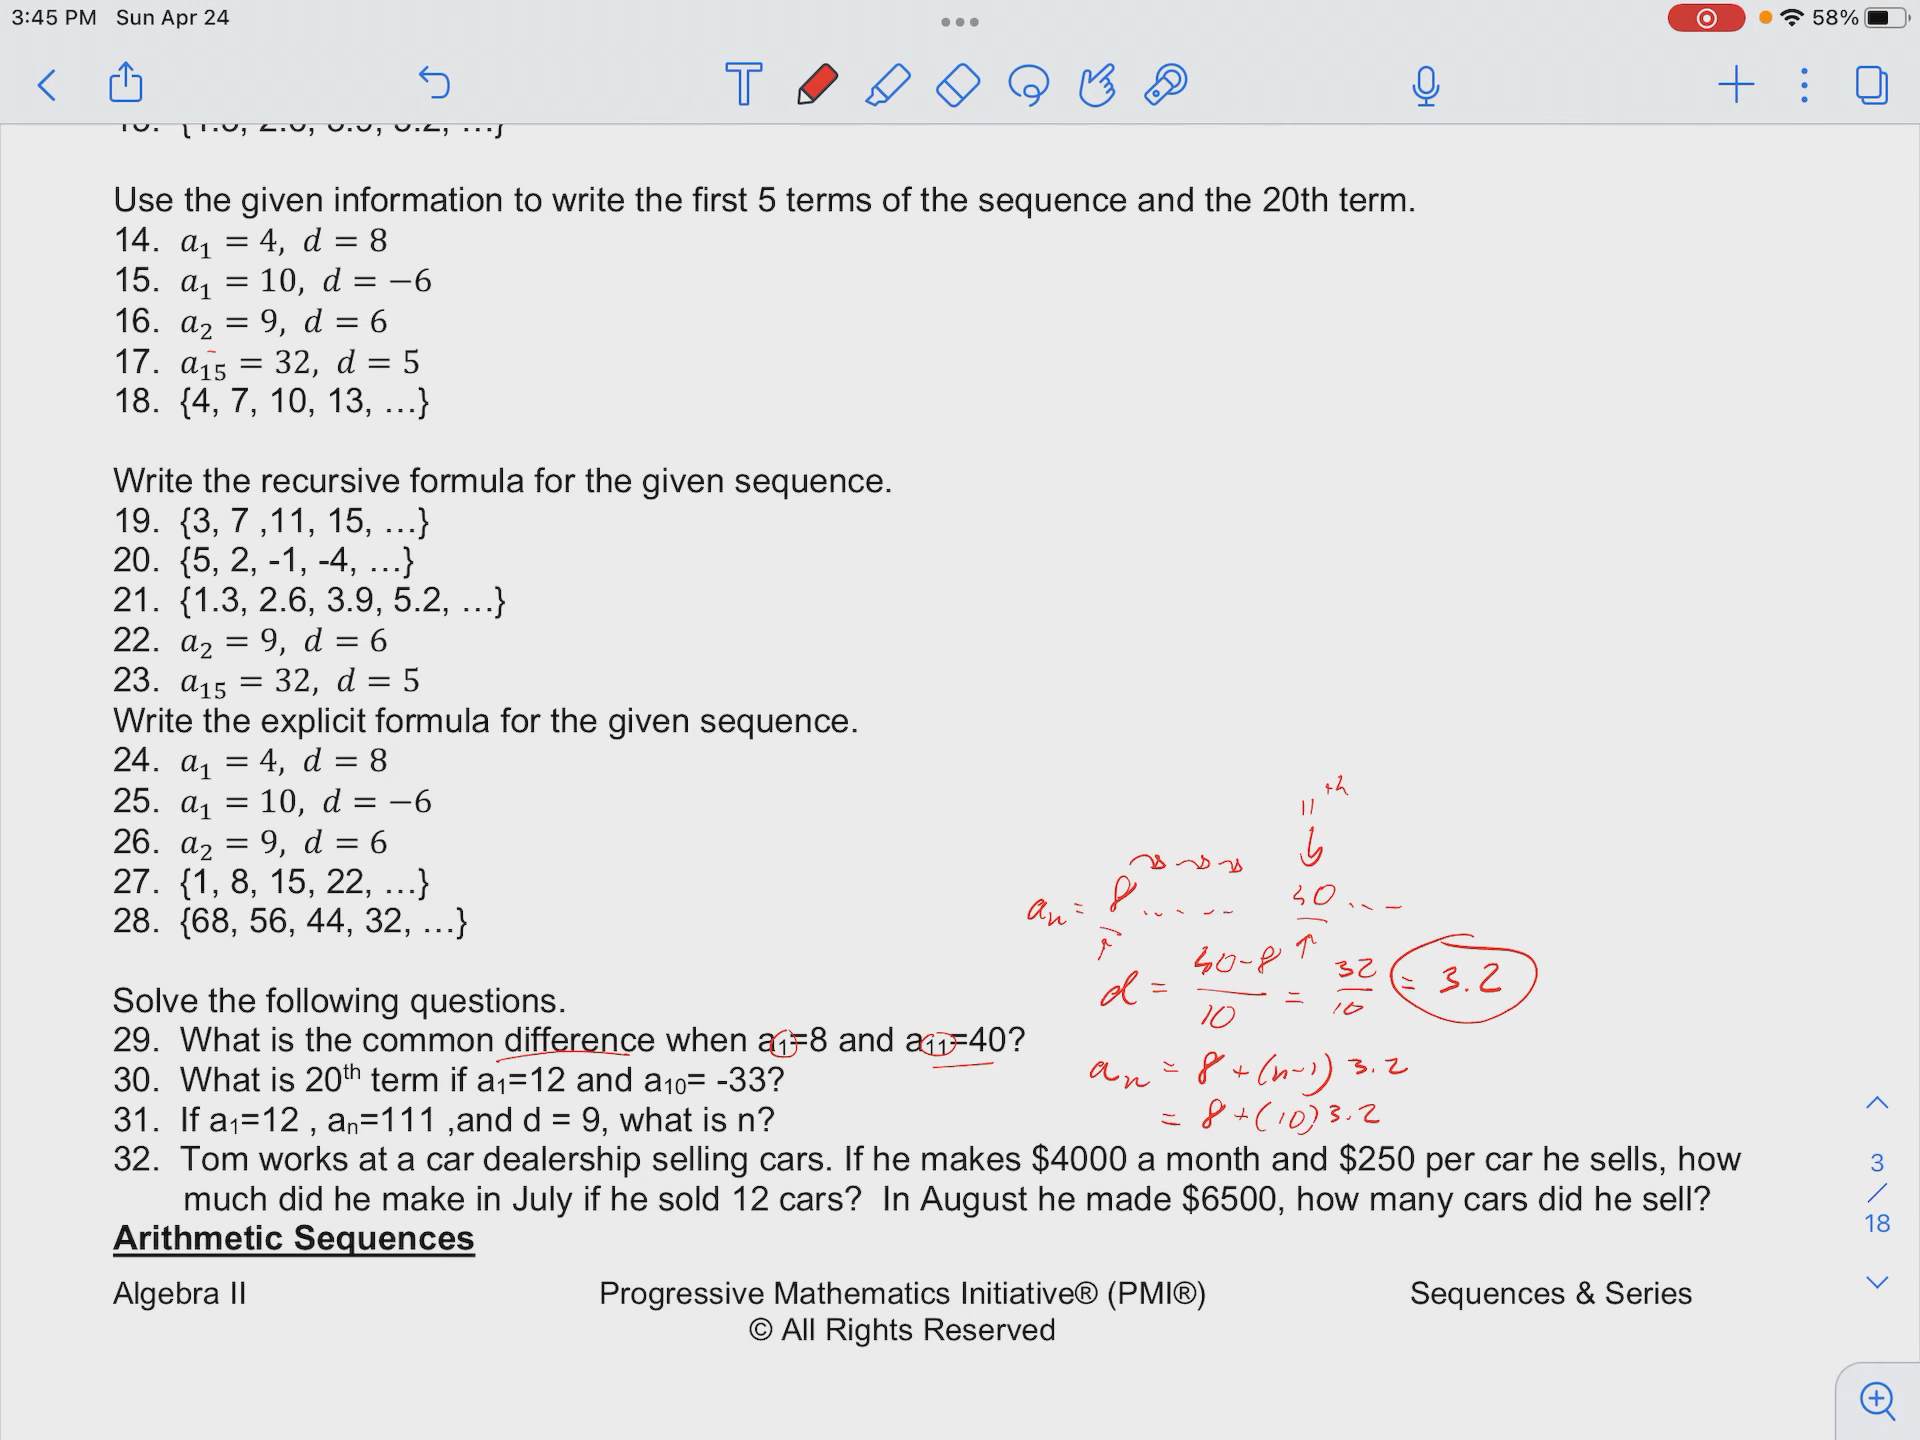 3:45 PM Sun Apr 24
58%
Use the given information to write the first 5 terms of the sequence and the 20th term.
14. a₁ = 4, d = 8
15. a₁ = 10, d = −6
16. a₂ = 9, d = 6
17. a₁₅ = 32, d = 5
18. {4, 7, 10, 13, …}
Write the recursive formula for the given sequence.
19. {3, 7 ,11, 15, …}
20. {5, 2, -1, -4, …}
21. {1.3, 2.6, 3.9, 5.2, …}
22. a₂ = 9, d = 6
23. a₁₅ = 32, d = 5
Write the explicit formula for the given sequence.
24. a₁ = 4, d = 8
25. a₁ = 10, d = −6
26. a₂ = 9, d = 6
27. {1, 8, 15, 22, …}
28. {68, 56, 44, 32, …}
11th
aₙ = 8 ..... 40 ...
d = 40-8/10 = 32/10 = 3.2
Solve the following questions.
29. What is the common difference when a₁=8 and a₁₁=40?
30. What is 20th term if a₁=12 and a₁₀= -33?
31. If a₁=12 , aₙ=111 ,and d = 9, what is n?
aₙ = 8 + (n-1) 3.2
= 8 + (10) 3.2
32. Tom works at a car dealership selling cars. If he makes $4000 a month and $250 per car he sells, how
much did he make in July if he sold 12 cars? In August he made $6500, how many cars did he sell?
3
/
18
Arithmetic Sequences
Algebra II Progressive Mathematics Initiative® (PMI®) Sequences & Series
© All Rights Reserved